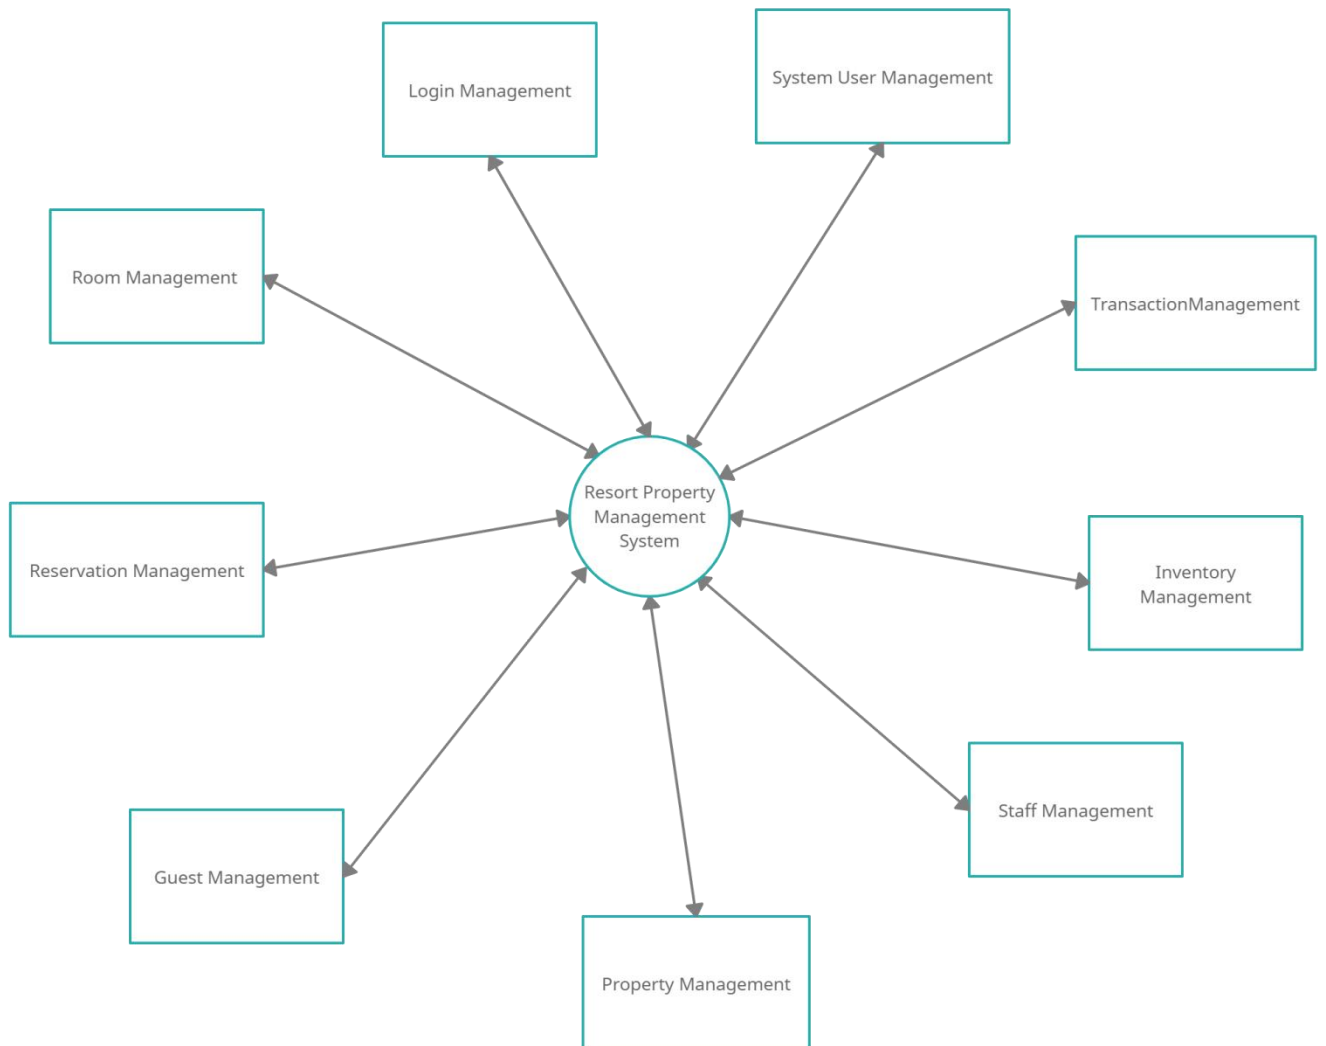 System User Management
Login Management
Room Management
TransactionManagement
Resort Property
Management
System
Reservation Management
Inventory
Management
Staff Management
Guest Management
Property Management